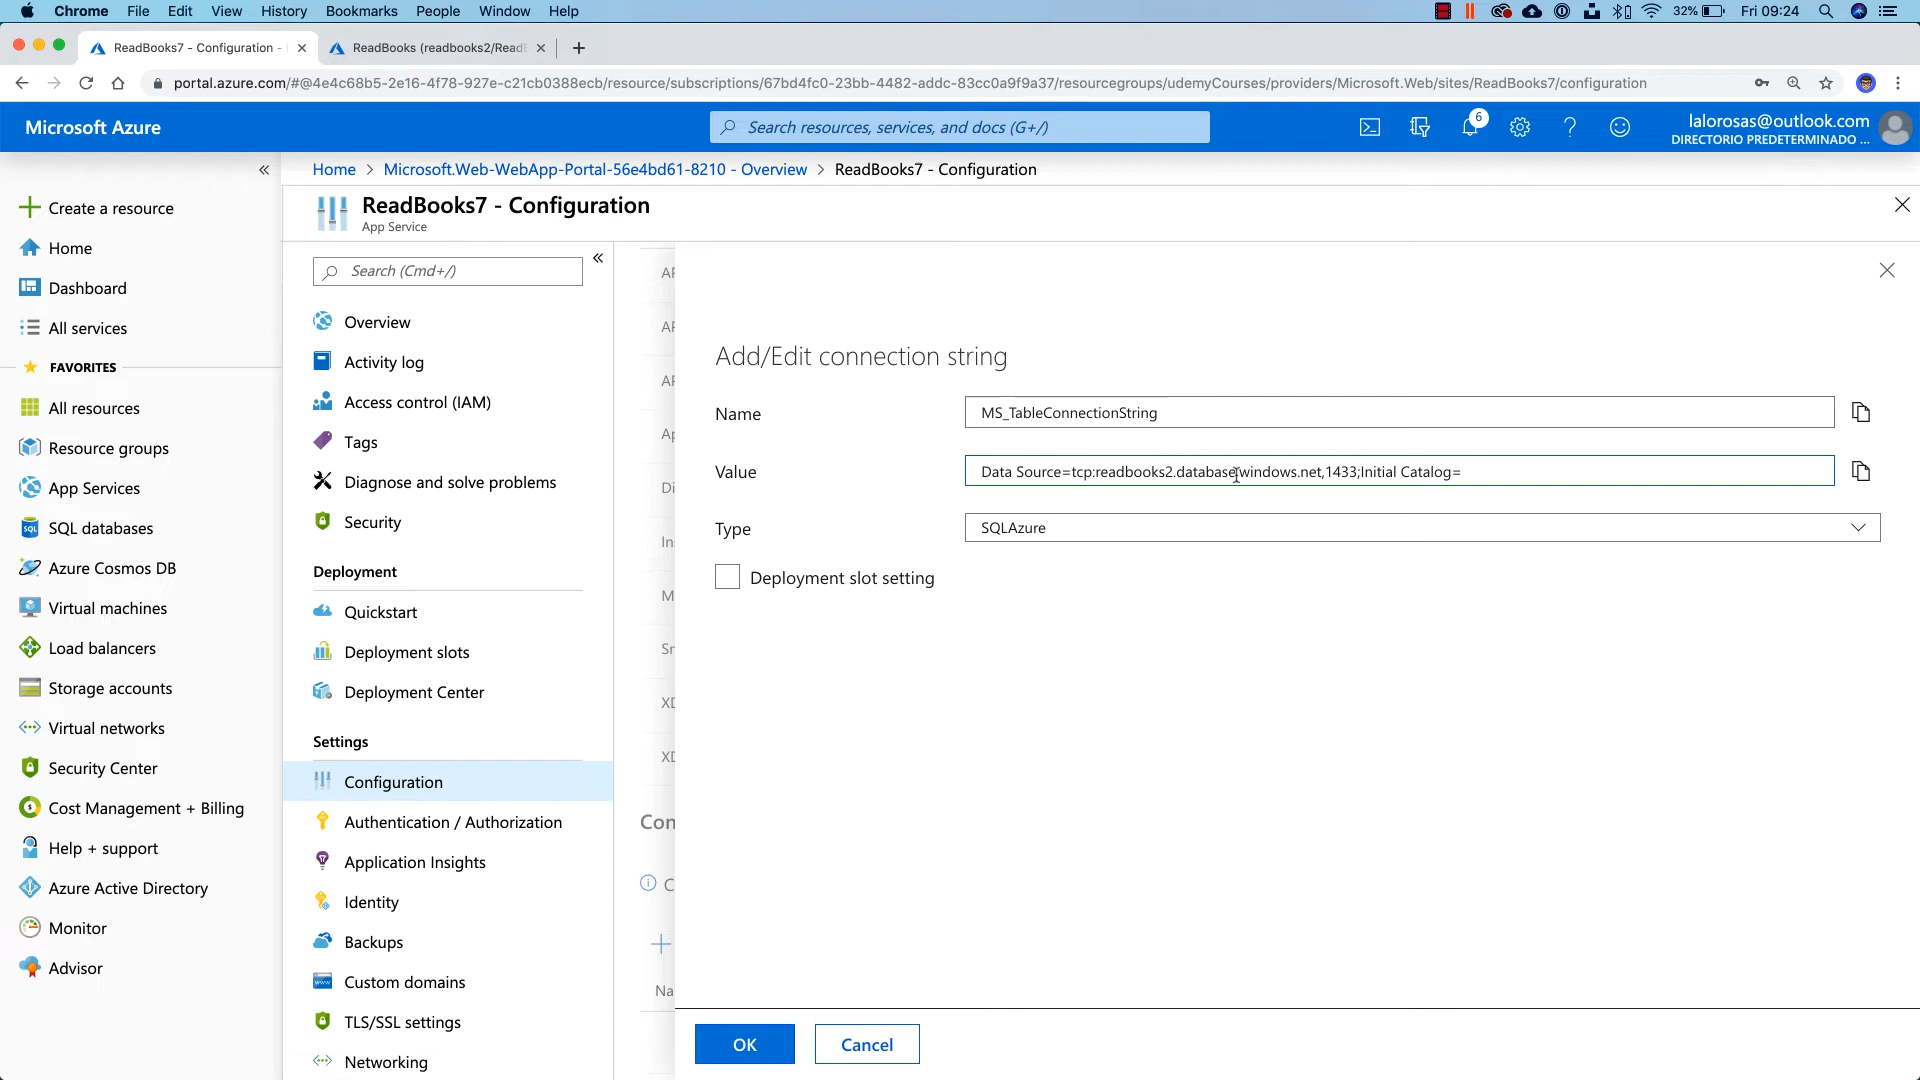 Chrome File Edit View History Bookmarks People Window Help 32% Fri 09:24
ReadBooks7 - Configuration - ReadBooks (readbooks2/Read
portal.azure.com/#@4e4c68b5-2e16-4f78-927e-c21cb0388ecb/resource/subscriptions/67bd4fc0-23bb-4482-addc-83cc0a9f9a37/resourcegroups/udemyCourses/providers/Microsoft.Web/sites/ReadBooks7/configuration
Microsoft Azure
Search resources, services, and docs (G+/)
6
lalorosas@outlook.com
DIRECTORIO PREDETERMINADO ...
Home > Microsoft.Web-WebApp-Portal-56e4bd61-8210 - Overview > ReadBooks7 - Configuration
ReadBooks7 - Configuration
App Service
Create a resource
Home
Dashboard
All services
FAVORITES
All resources
Resource groups
App Services
SQL databases
Azure Cosmos DB
Virtual machines
Load balancers
Storage accounts
Virtual networks
Security Center
Cost Management + Billing
Help + support
Azure Active Directory
Monitor
Advisor
Search (Cmd+/)
Overview
Activity log
Access control (IAM)
Tags
Diagnose and solve problems
Security
Deployment
Quickstart
Deployment slots
Deployment Center
Settings
Configuration
Authentication / Authorization
Application Insights
Identity
Backups
Custom domains
TLS/SSL settings
Networking
Add/Edit connection string
Name
MS_TableConnectionString
Value
Data Source=tcp:readbooks2.database.windows.net,1433;Initial Catalog=
Type
SQLAzure
Deployment slot setting
OK
Cancel